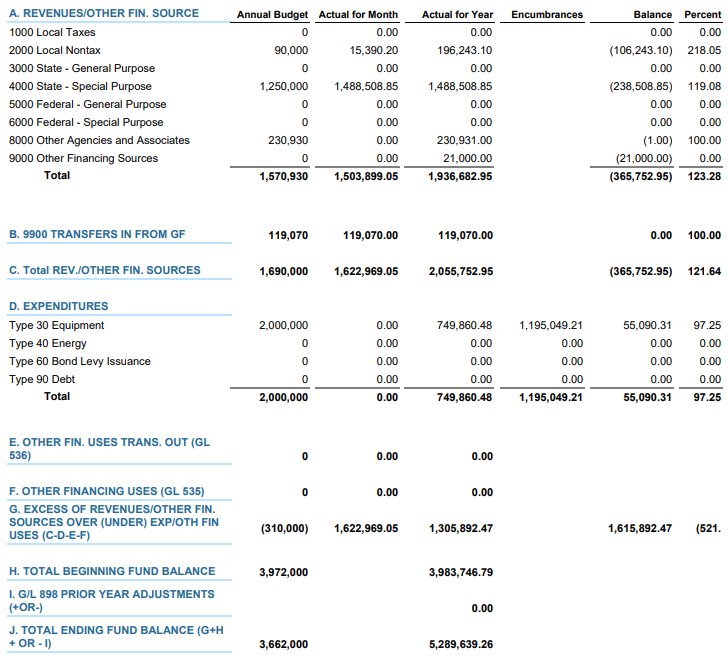 A. REVENUES/OTHER FIN. SOURCE Annual Budget Actual for Month Actual for Year Encumbrances Balance Percent
1000 Local Taxes 0 0.00 0.00 0.00 0.00
2000 Local Nontax 90,000 15,390.20 196,243.10 (106,243.10) 218.05
3000 State - General Purpose 0 0.00 0.00 0.00 0.00
4000 State - Special Purpose 1,250,000 1,488,508.85 1,488,508.85 (238,508.85) 119.08
5000 Federal - General Purpose 0 0.00 0.00 0.00 0.00
6000 Federal - Special Purpose 0 0.00 0.00 0.00 0.00
8000 Other Agencies and Associates 230,930 0.00 230,931.00 (1.00) 100.00
9000 Other Financing Sources 0 0.00 21,000.00 (21,000.00) 0.00
Total 1,570,930 1,503,899.05 1,936,682.95 (365,752.95) 123.28
B. 9900 TRANSFERS IN FROM GF 119,070 119,070.00 119,070.00 0.00 100.00
C. Total REV./OTHER FIN. SOURCES 1,690,000 1,622,969.05 2,055,752.95 (365,752.95) 121.64
D. EXPENDITURES
Type 30 Equipment 2,000,000 0.00 749,860.48 1,195,049.21 55,090.31 97.25
Type 40 Energy 0 0.00 0.00 0.00 0.00 0.00
Type 60 Bond Levy Issuance 0 0.00 0.00 0.00 0.00 0.00
Type 90 Debt 0 0.00 0.00 0.00 0.00 0.00
Total 2,000,000 0.00 749,860.48 1,195,049.21 55,090.31 97.25
E. OTHER FIN. USES TRANS. OUT (GL
536) 0 0.00 0.00
F. OTHER FINANCING USES (GL 535) 0 0.00 0.00
G. EXCESS OF REVENUES/OTHER FIN.
SOURCES OVER (UNDER) EXP/OTH FIN
USES (C-D-E-F) (310,000) 1,622,969.05 1,305,892.47 1,615,892.47 (521.
H. TOTAL BEGINNING FUND BALANCE 3,972,000 3,983,746.79
I. G/L 898 PRIOR YEAR ADJUSTMENTS
(+OR-) 0.00
J. TOTAL ENDING FUND BALANCE (G+H
+ OR - I) 3,662,000 5,289,639.26